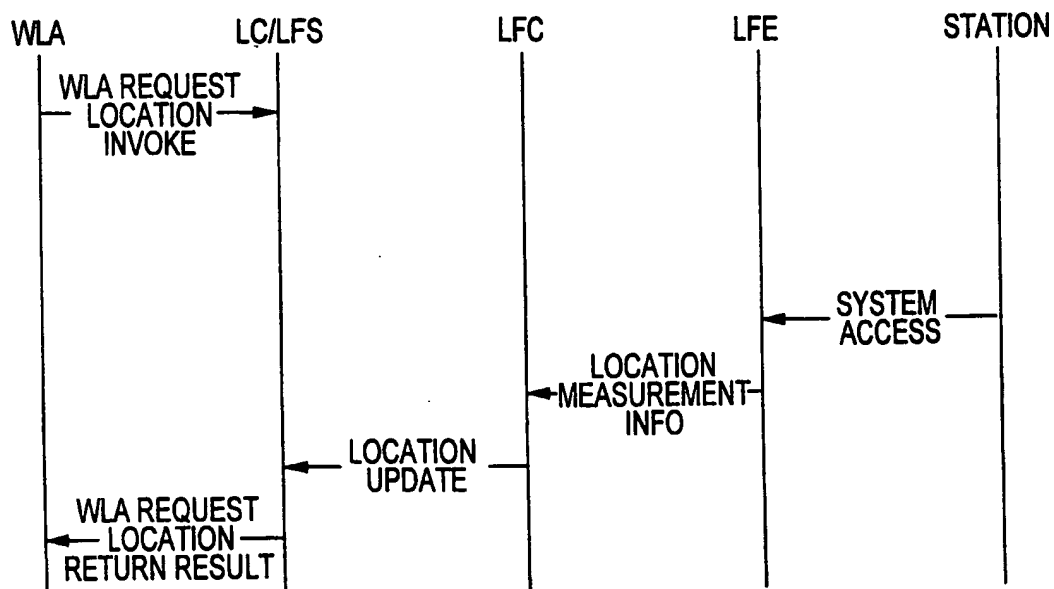 WLA LC/LFS LFC LFE STATION
WLA REQUEST
LOCATION
INVOKE
SYSTEM
ACCESS
LOCATION
MEASUREMENT
INFO
LOCATION
UPDATE
WLA REQUEST
LOCATION
RETURN RESULT